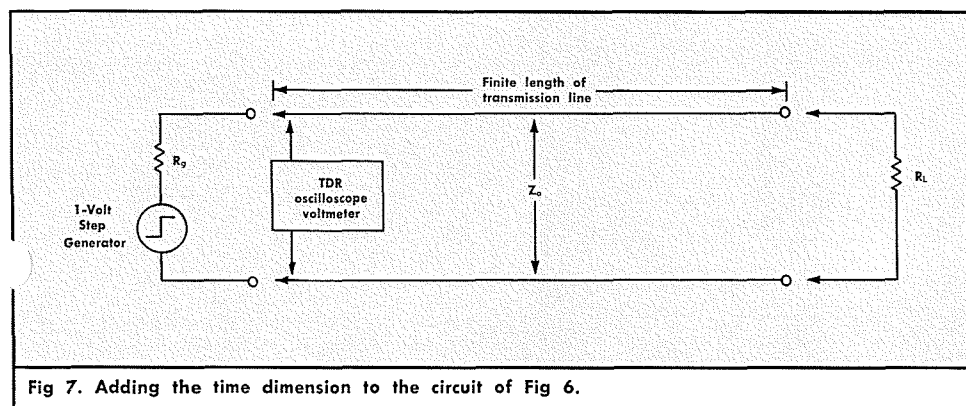 Finite length of
transmission line
Rg
TDR
oscilloscope
voltmeter
Zo
RL
1-Volt
Step
Generator
Fig 7. Adding the time dimension to the circuit of Fig 6.